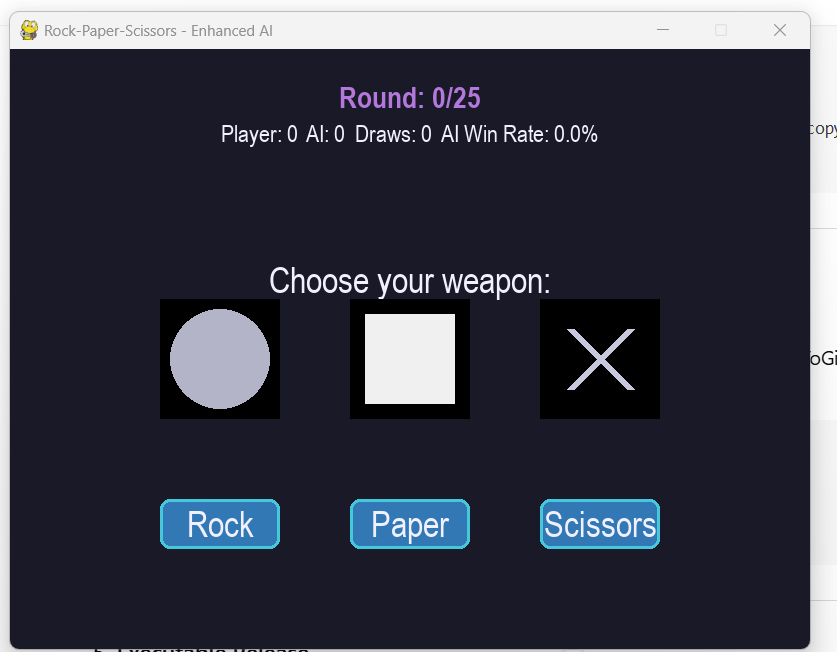 Rock-Paper-Scissors - Enhanced AI
Round: 0/25
Player: 0 AI: 0 Draws: 0 AI Win Rate: 0.0%
copy
Choose your weapon:
Rock
Paper
Scissors